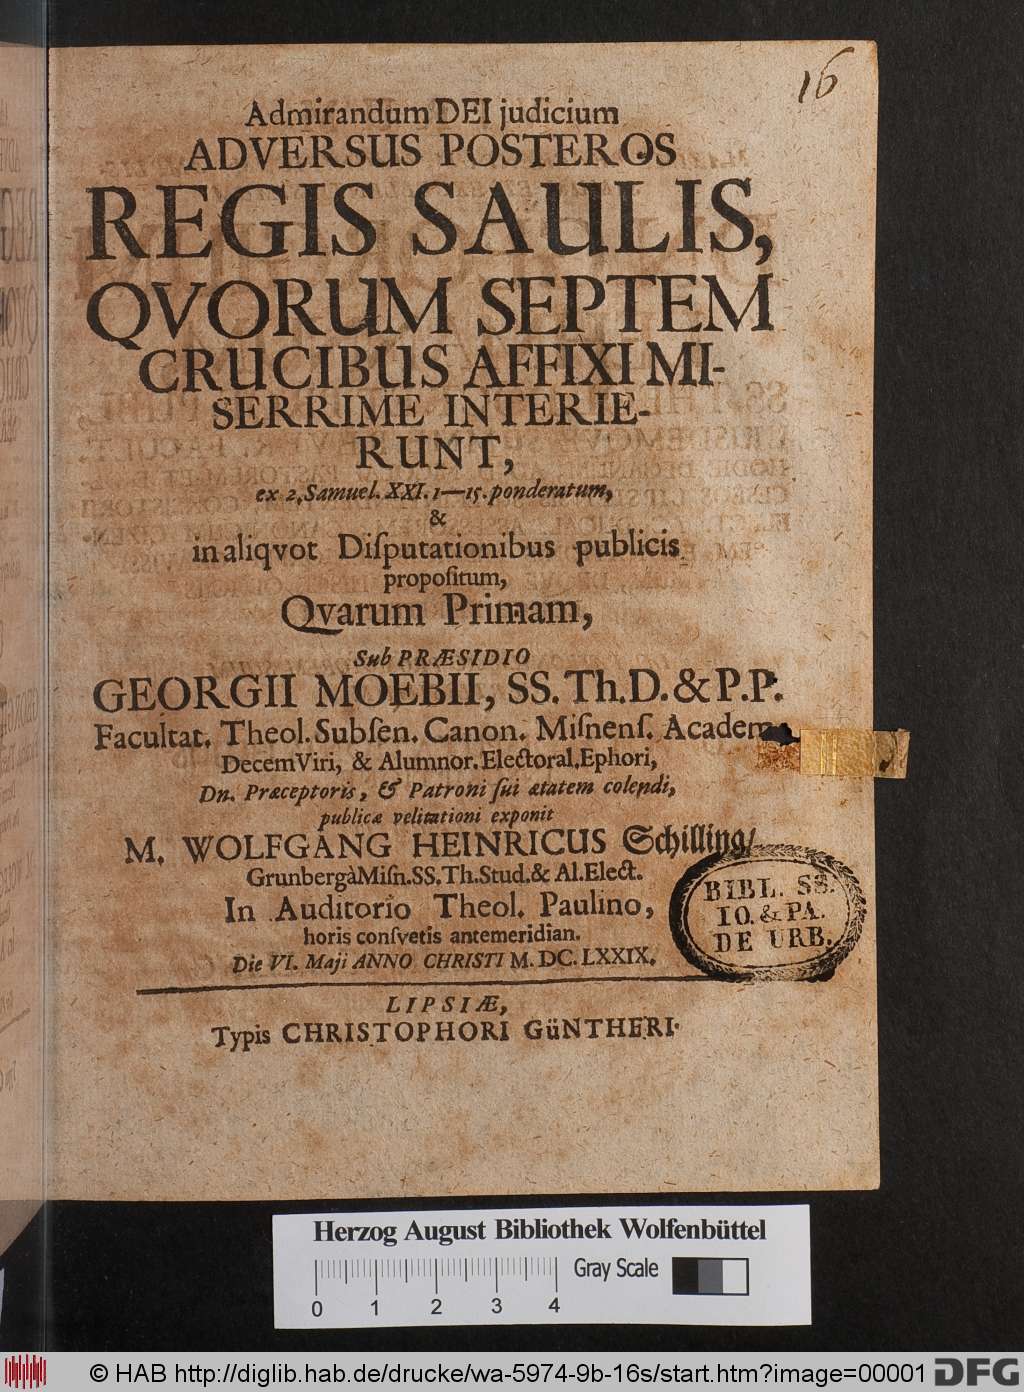 16
Admirandum DEI judicium
ADVERSUS POSTEROS
REGIS SAULIS,
QVORUM SEPTEM
CRUCIBUS AFFIXI MI-
SERRIME INTERIE-
RUNT,
ex 2, Samuel. XXI. 1—15. ponderatum,
&
in aliqvot Diſputationibus publicis
propoſitum,
Qvarum Primam,
Sub PRÆSIDIO
GEORGII MOEBII, SS. Th. D. & P. P.
Facultat. Theol. Subſen. Canon. Miſnenſ. Academ.
DecemViri, & Alumnor. Electoral. Ephori,
Dn. Præceptoris, & Patroni ſui ætatem colendi,
publicæ velitationi exponit
M. WOLFGANG HEINRICUS Schilling/
GrunbergàMiſn. SS. Th. Stud. & Al. Elect.
In Auditorio Theol. Paulino,
horis conſvetis antemeridian.
Die VI. Maji ANNO CHRISTI M. DC. LXXIX.
BIBL. SS.
IO. & PA.
DE URB.
LIPSIÆ,
Typis CHRISTOPHORI GüNTHERI.
Herzog August Bibliothek Wolfenbüttel
Gray Scale
0 1 2 3 4
© HAB http://diglib.hab.de/drucke/wa-5974-9b-16s/start.htm?image=00001
DFG